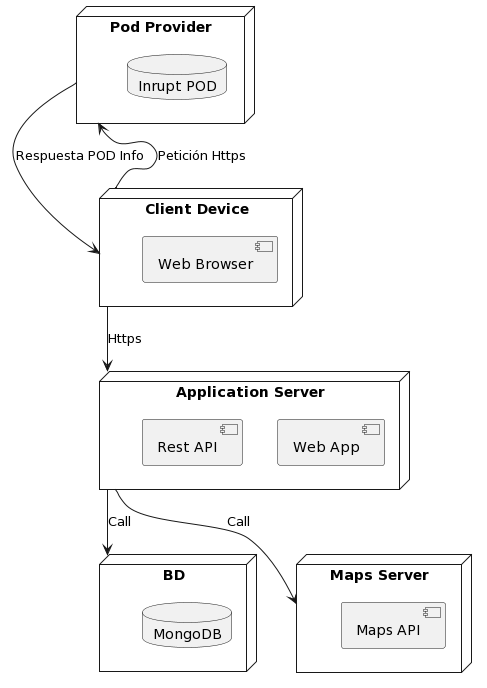 Pod Provider
Inrupt POD
Respuesta POD Info
Petición Https
Client Device
Web Browser
Https
Application Server
Rest API
Web App
Call
Call
BD
MongoDB
Maps Server
Maps API